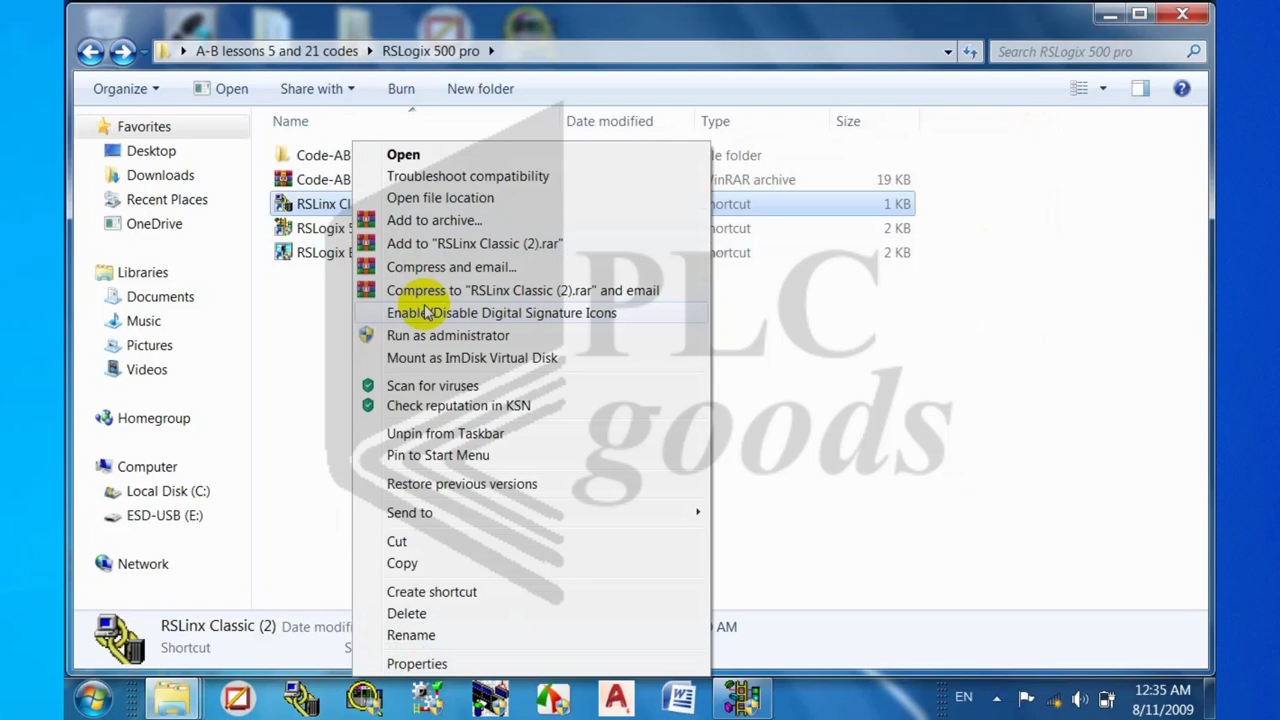 A-B lessons 5 and 21 codes RSLogix 500 pro
Search RSLogix 500 pro
Organize Open Share with Burn New folder
Name Date modified Type Size
Favorites
Desktop
Downloads
Recent Places
OneDrive
Libraries
Documents
Music
Pictures
Videos
Homegroup
Computer
Local Disk (C:)
ESD-USB (E:)
Network
Code-AB le folder
Code-AB WinRAR archive 19 KB
RSLinx Cl hortcut 1 KB
RSLogix 5 hortcut 2 KB
RSLogix E hortcut 2 KB
Open
Troubleshoot compatibility
Open file location
Add to archive...
Add to "RSLinx Classic (2).rar"
Compress and email...
Compress to "RSLinx Classic (2).rar" and email
Enable/Disable Digital Signature Icons
Run as administrator
Mount as ImDisk Virtual Disk
Scan for viruses
Check reputation in KSN
Unpin from Taskbar
Pin to Start Menu
Restore previous versions
Send to
Cut
Copy
Create shortcut
Delete
Rename
Properties
PLC
goods
RSLinx Classic (2) Date modifi AM
Shortcut S
EN
12:35 AM
8/11/2009